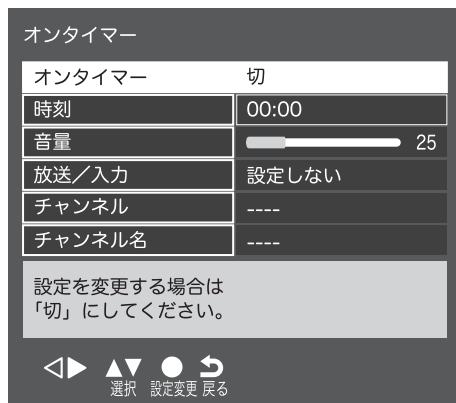 オンタイマー
オンタイマー 切
時刻 00:00
音量 25
放送／入力 設定しない
チャンネル ----
チャンネル名 ----
設定を変更する場合は
「切」にしてください。
選択 設定変更 戻る